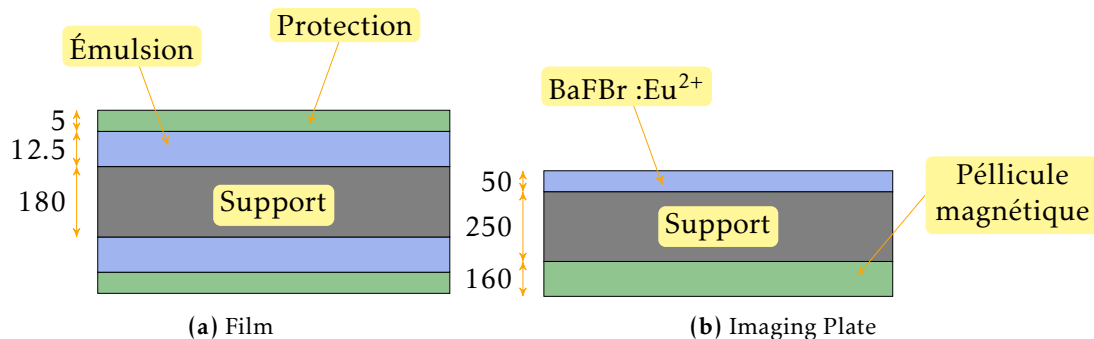 Protection
Émulsion
BaFBr :Eu²⁺
5
12.5
180
Support
50
250
160
Support
Péllicule
magnétique
(a) Film
(b) Imaging Plate